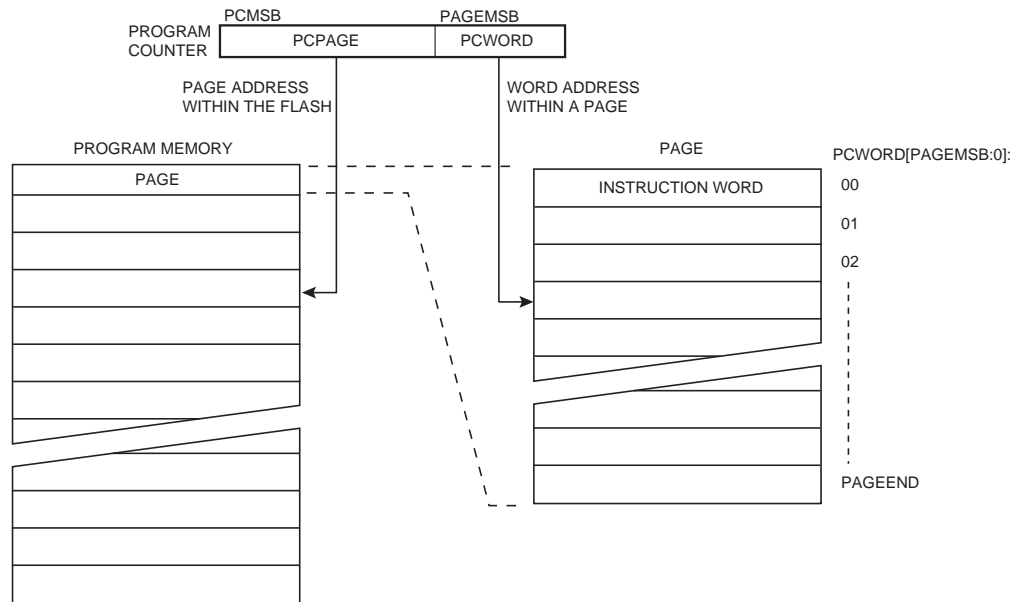 PCMSB
PAGEMSB
PROGRAM
COUNTER
PCPAGE
PCWORD
PAGE ADDRESS
WITHIN THE FLASH
WORD ADDRESS
WITHIN A PAGE
PROGRAM MEMORY
PAGE
PAGE
PCWORD[PAGEMSB:0]:
INSTRUCTION WORD
00
01
02
PAGEEND